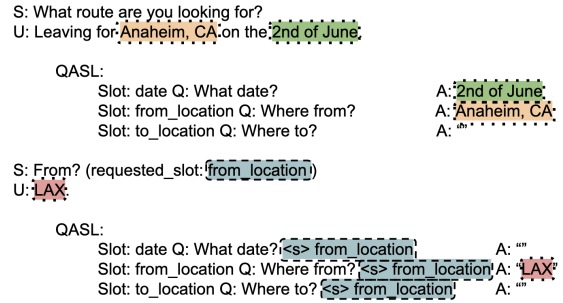 S: What route are you looking for?
U: Leaving for Anaheim, CA on the 2nd of June.
QASL:
Slot: date Q: What date? A: 2nd of June
Slot: from_location Q: Where from? A: Anaheim, CA
Slot: to_location Q: Where to? A: “”
S: From? (requested_slot: from_location)
U: LAX.
QASL:
Slot: date Q: What date? <s> from_location A: “”
Slot: from_location Q: Where from? <s> from_location A: “LAX”
Slot: to_location Q: Where to? <s> from_location A: “”